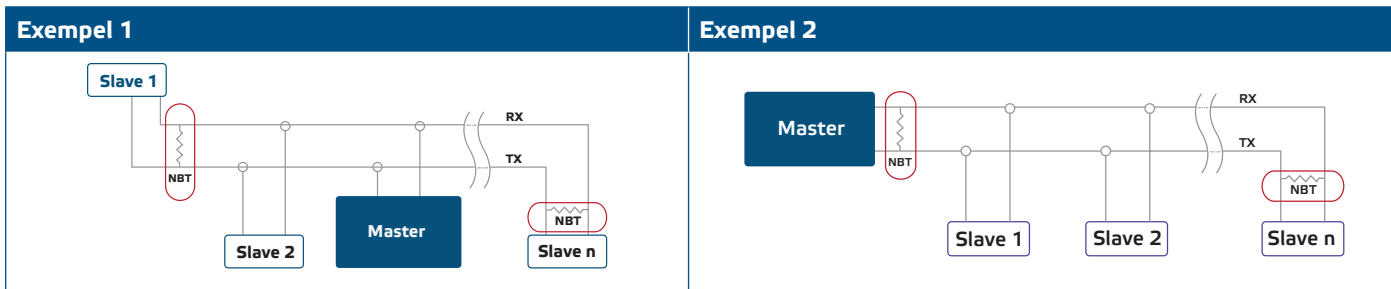 Exempel 1
Slave 1
RX
TX
NBT
NBT
Master
Slave 2
Slave n
Exempel 2
RX
Master
TX
NBT
NBT
Slave 1
Slave 2
Slave n